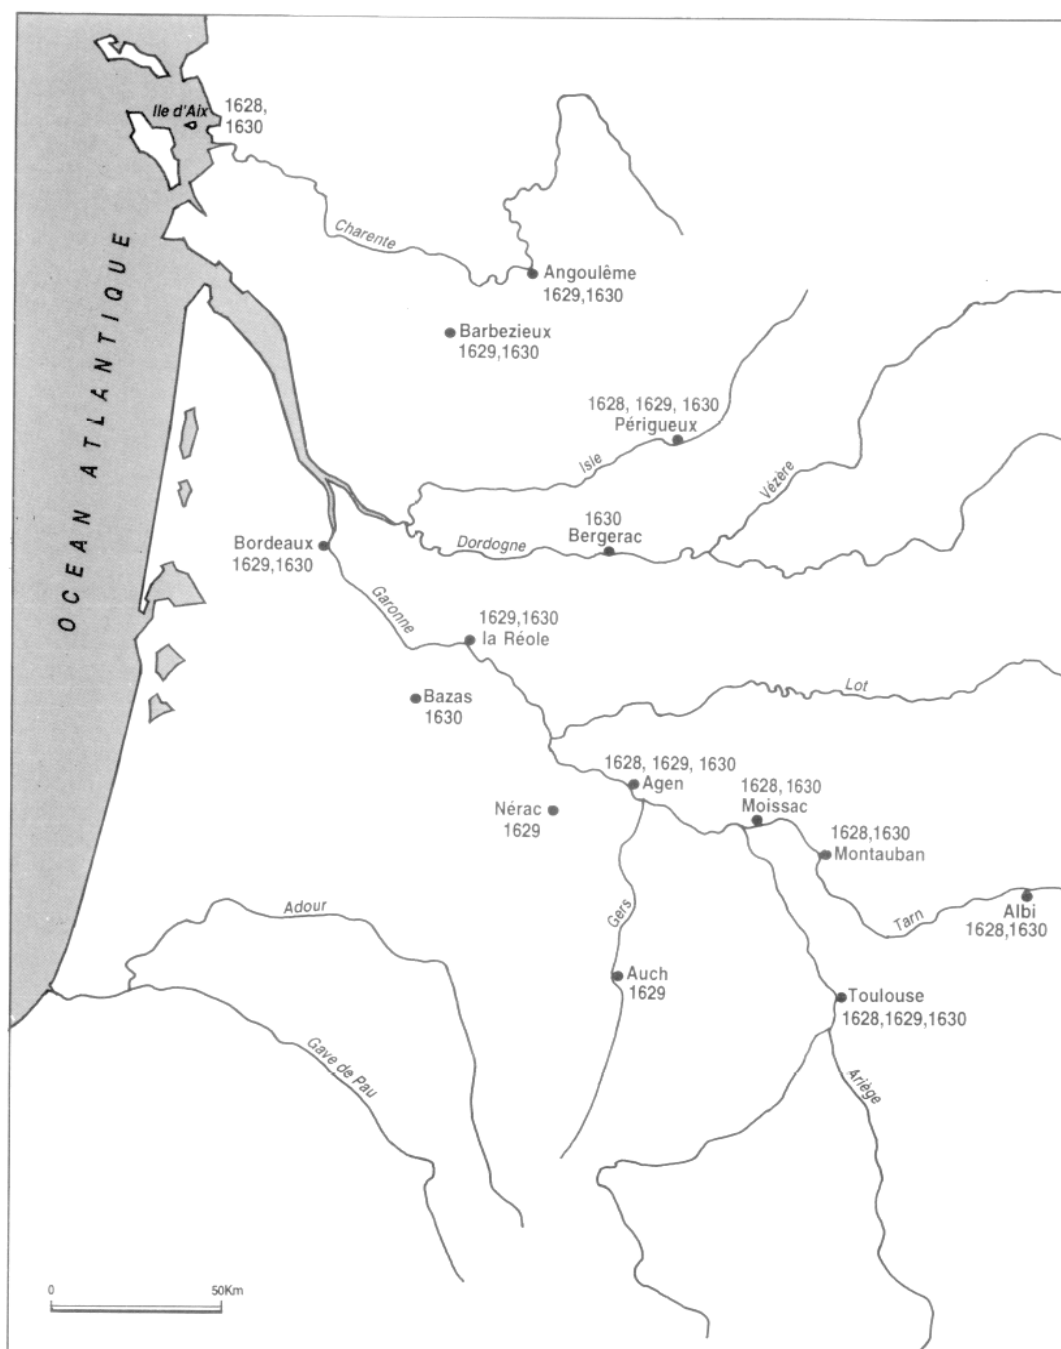 Ile d'Aix
1628,
1630
Charente
Angoulême
1629,1630
Barbezieux
1629,1630
OCEAN ATLANTIQUE
1628, 1629, 1630
Périgueux
Isle
Vézère
1630
Bergerac
Dordogne
Bordeaux
1629,1630
Garonne
1629,1630
la Réole
Bazas
1630
Lot
1628, 1629, 1630
Agen
1628, 1630
Moissac
Nérac
1629
1628,1630
Montauban
Adour
Gers
Tarn
Albi
1628,1630
Auch
1629
Toulouse
1628,1629,1630
Gave de Pau
Ariège
0 50Km